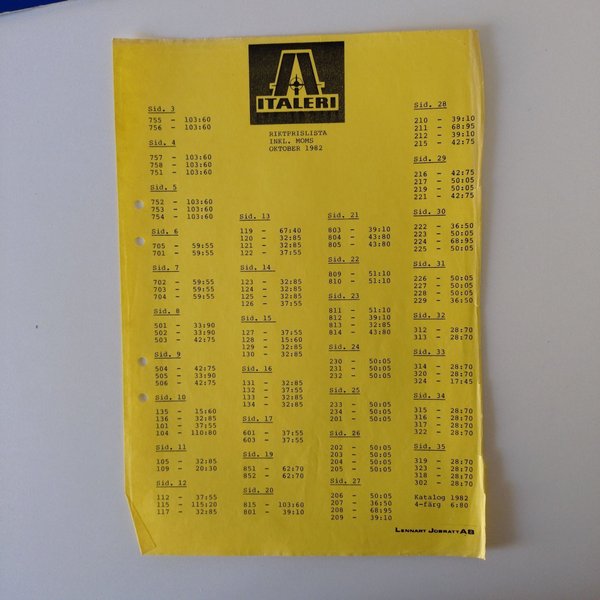 ITALERI
RIKTPRISLISTA
INKL. MOMS
OKTOBER 1982
Sid. 3
755 - 103:60
756 - 103:60
Sid. 4
757 - 103:60
758 - 103:60
751 - 103:60
Sid. 5
752 - 103:60
753 - 103:60
754 - 103:60
Sid. 6
705 - 59:55
701 - 59:55
Sid. 7
702 - 59:55
703 - 59:55
704 - 59:55
Sid. 8
501 - 33:90
502 - 33:90
503 - 42:75
Sid. 9
504 - 42:75
505 - 33:90
506 - 42:75
Sid. 10
135 - 15:60
136 - 32:85
101 - 37:55
104 - 110:80
Sid. 11
105 - 32:85
109 - 20:30
Sid. 12
112 - 37:55
115 - 115:20
117 - 32:85
Sid. 13
119 - 67:40
120 - 32:85
121 - 32:85
122 - 37:55
Sid. 14
123 - 32:85
124 - 32:85
125 - 32:85
126 - 37:55
Sid. 15
127 - 37:55
128 - 15:60
129 - 32:85
130 - 32:85
Sid. 16
131 - 32:85
132 - 37:55
133 - 32:85
134 - 32:85
Sid. 17
601 - 37:55
603 - 37:55
Sid. 19
851 - 62:70
852 - 62:70
Sid. 20
815 - 103:60
801 - 39:10
Sid. 21
803 - 39:10
804 - 43:80
805 - 43:80
Sid. 22
809 - 51:10
810 - 51:10
Sid. 23
811 - 51:10
812 - 39:10
813 - 32:85
814 - 43:80
Sid. 24
230 - 50:05
231 - 50:05
232 - 50:05
Sid. 25
233 - 50:05
234 - 50:05
201 - 50:05
Sid. 26
202 - 50:05
203 - 50:05
204 - 50:05
205 - 50:05
Sid. 27
206 - 50:05
207 - 36:50
208 - 68:95
209 - 39:10
Sid. 28
210 - 39:10
211 - 68:95
212 - 39:10
215 - 42:75
Sid. 29
216 - 42:75
217 - 50:05
219 - 50:05
221 - 42:75
Sid. 30
222 - 36:50
223 - 50:05
224 - 68:95
225 - 50:05
Sid. 31
226 - 50:05
227 - 50:05
228 - 50:05
229 - 36:50
Sid. 32
312 - 28:70
313 - 28:70
Sid. 33
314 - 28:70
320 - 28:70
324 - 17:45
Sid. 34
315 - 28:70
316 - 28:70
317 - 28:70
322 - 28:70
Sid. 35
319 - 28:70
323 - 28:70
318 - 28:70
302 - 28:70
Katalog 1982
4-färg 6:80
LENNART JOBRATT AB